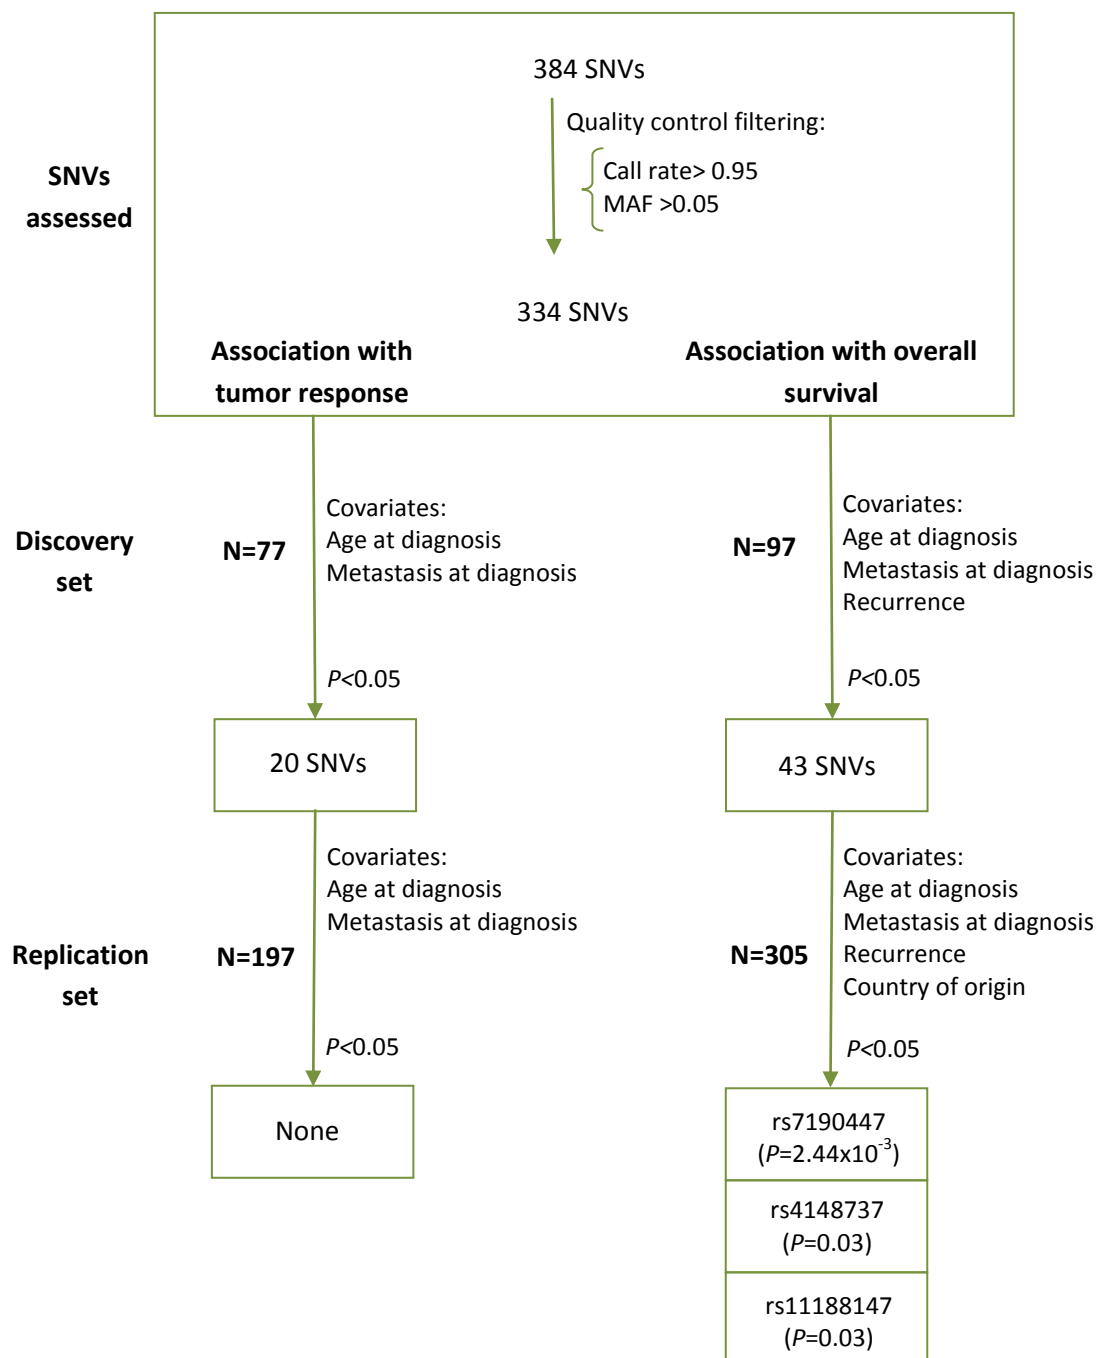 384 SNVs
Quality control filtering:
Call rate> 0.95
MAF >0.05
SNVs
assessed
334 SNVs
Association with
tumor response
Association with overall
survival
Discovery
set
N=77
Covariates:
Age at diagnosis
Metastasis at diagnosis
P<0.05
N=97
Covariates:
Age at diagnosis
Metastasis at diagnosis
Recurrence
P<0.05
20 SNVs
43 SNVs
Replication
set
N=197
Covariates:
Age at diagnosis
Metastasis at diagnosis
P<0.05
N=305
Covariates:
Age at diagnosis
Metastasis at diagnosis
Recurrence
Country of origin
P<0.05
None
rs7190447
(P=2.44x10⁻³)
rs4148737
(P=0.03)
rs11188147
(P=0.03)